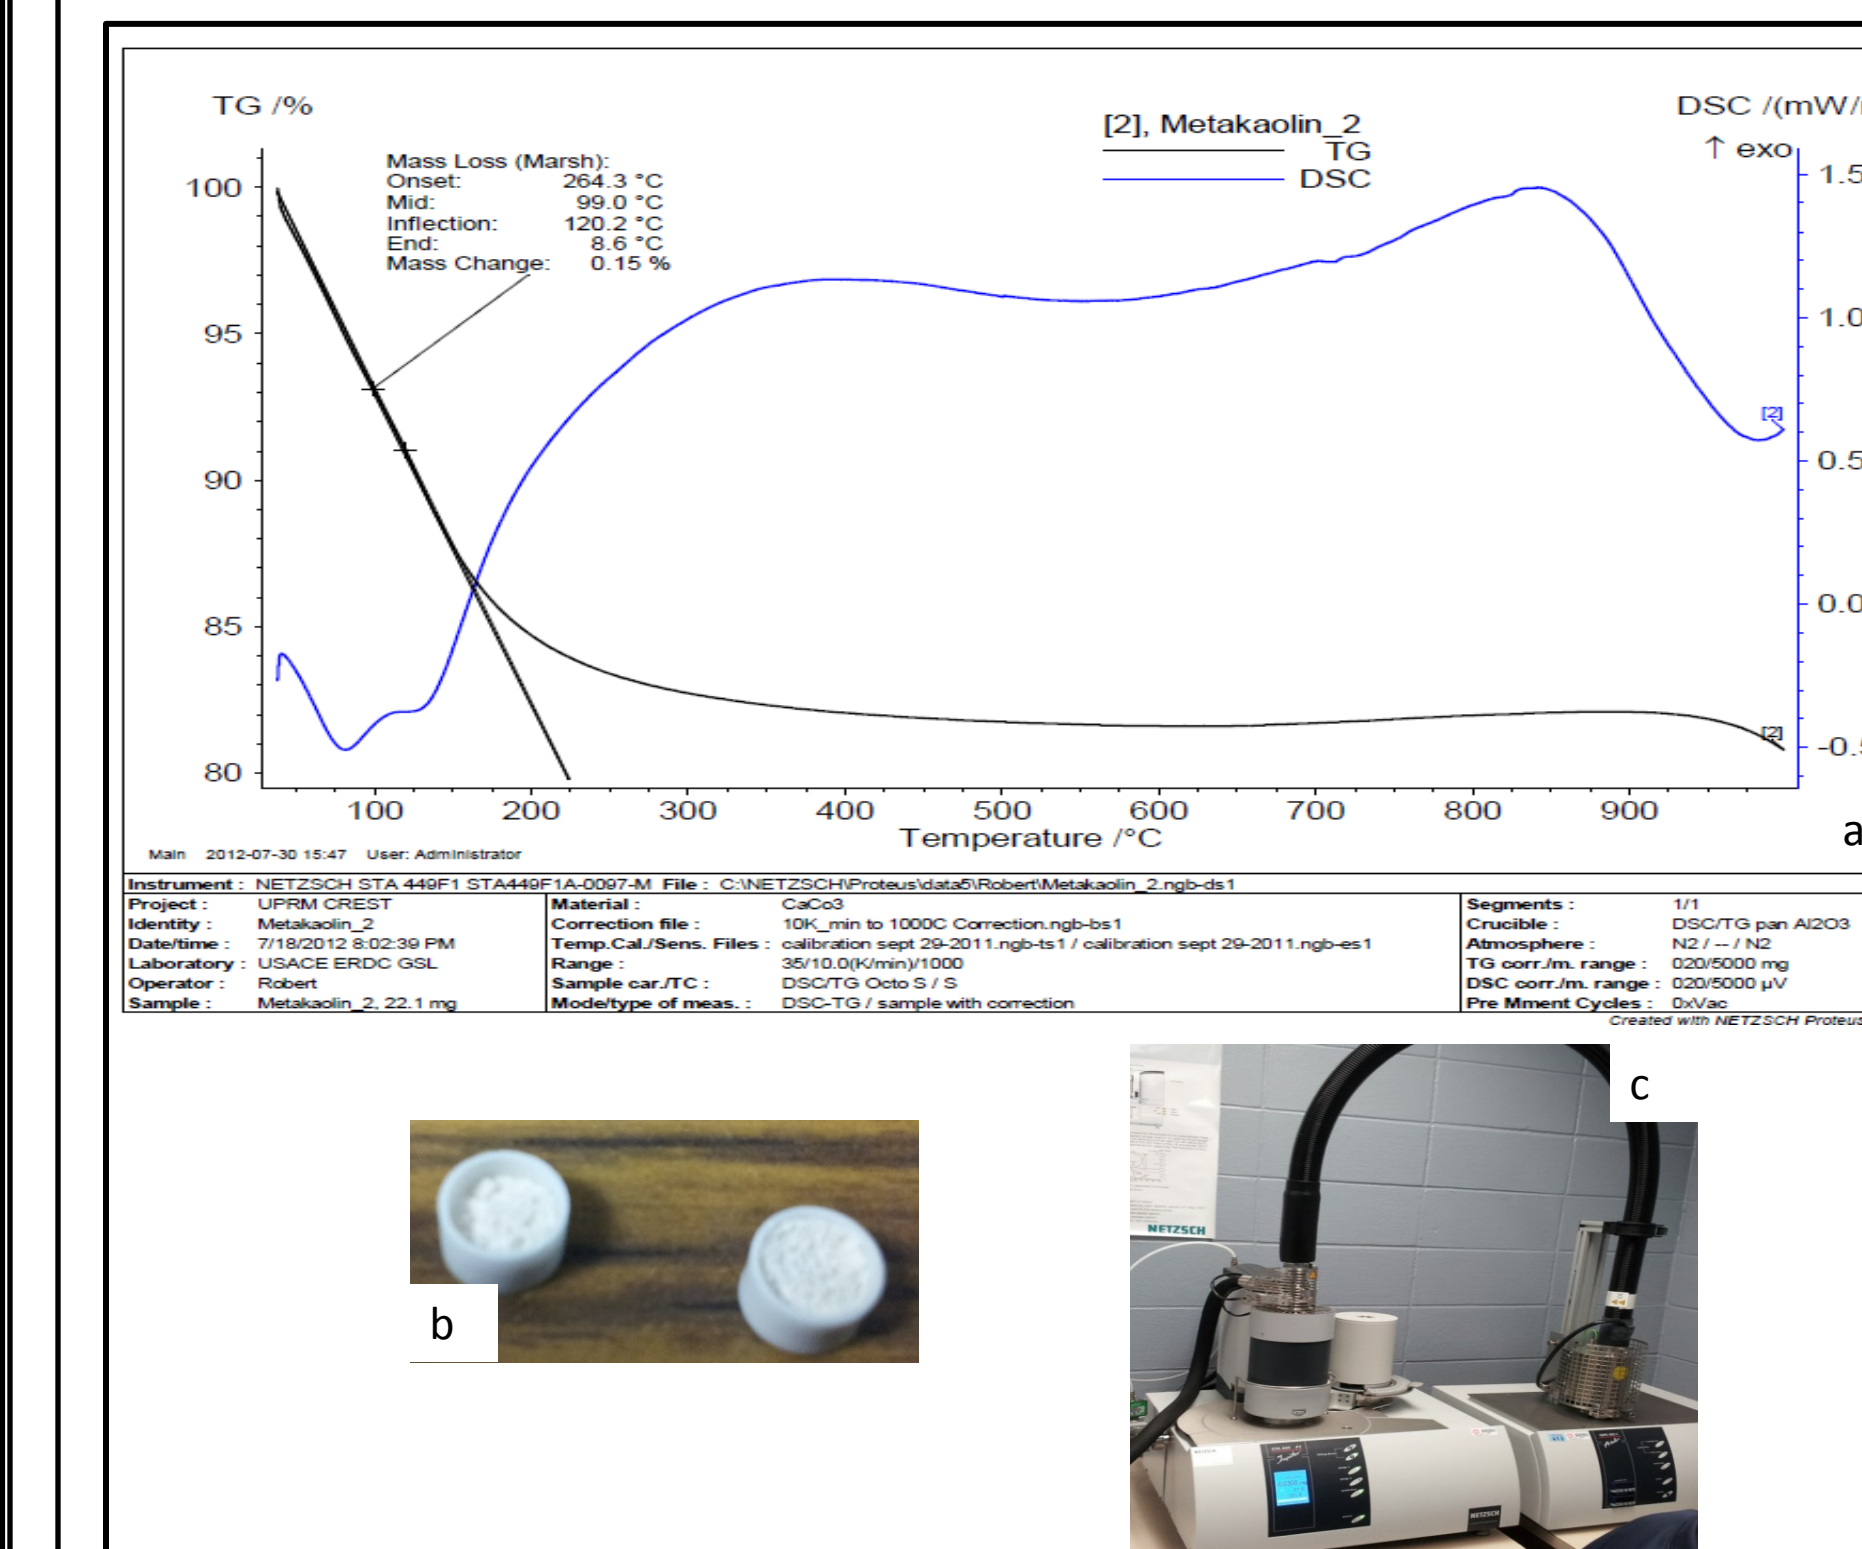 TG /%
DSC /(mW/
↑ exo
[2], Metakaolin_2
TG
DSC
Mass Loss (Marsh):
Onset: 264.3 °C
Mid: 99.0 °C
Inflection: 120.2 °C
End: 8.6 °C
Mass Change: 0.15 %
100
95
90
85
80
1.5
1.0
0.5
0.0
-0.5
[2]
[2]
100 200 300 400 500 600 700 800 900
Temperature /°C
a
Main 2012-07-30 15:47 User: Administrator
Instrument : NETZSCH STA 449F1 STA449F1A-0097-M File : C:\NETZSCH\Proteus\data5\Robert\Metakaolin_2.ngb-ds1
Project : UPRM CREST Material : CaCo3 Segments : 1/1
Identity : Metakaolin_2 Correction file : 10K_min to 1000C Correction.ngb-bs1 Crucible : DSC/TG pan Al2O3
Date/time : 7/18/2012 8:02:39 PM Temp.Cal./Sens. Files : calibration sept 29-2011.ngb-ts1 / calibration sept 29-2011.ngb-es1 Atmosphere : N2 / -- / N2
Laboratory : USACE ERDC GSL Range : 35/10.0(K/min)/1000 TG corr./m. range : 020/5000 mg
Operator : Robert Sample car./TC : DSC/TG Octo S / S DSC corr./m. range : 020/5000 µV
Sample : Metakaolin_2, 22.1 mg Mode/type of meas. : DSC-TG / sample with correction Pre Mment Cycles : 0xVac
Created with NETZSCH Proteus
c
NETZSCH
b
NETZSCH